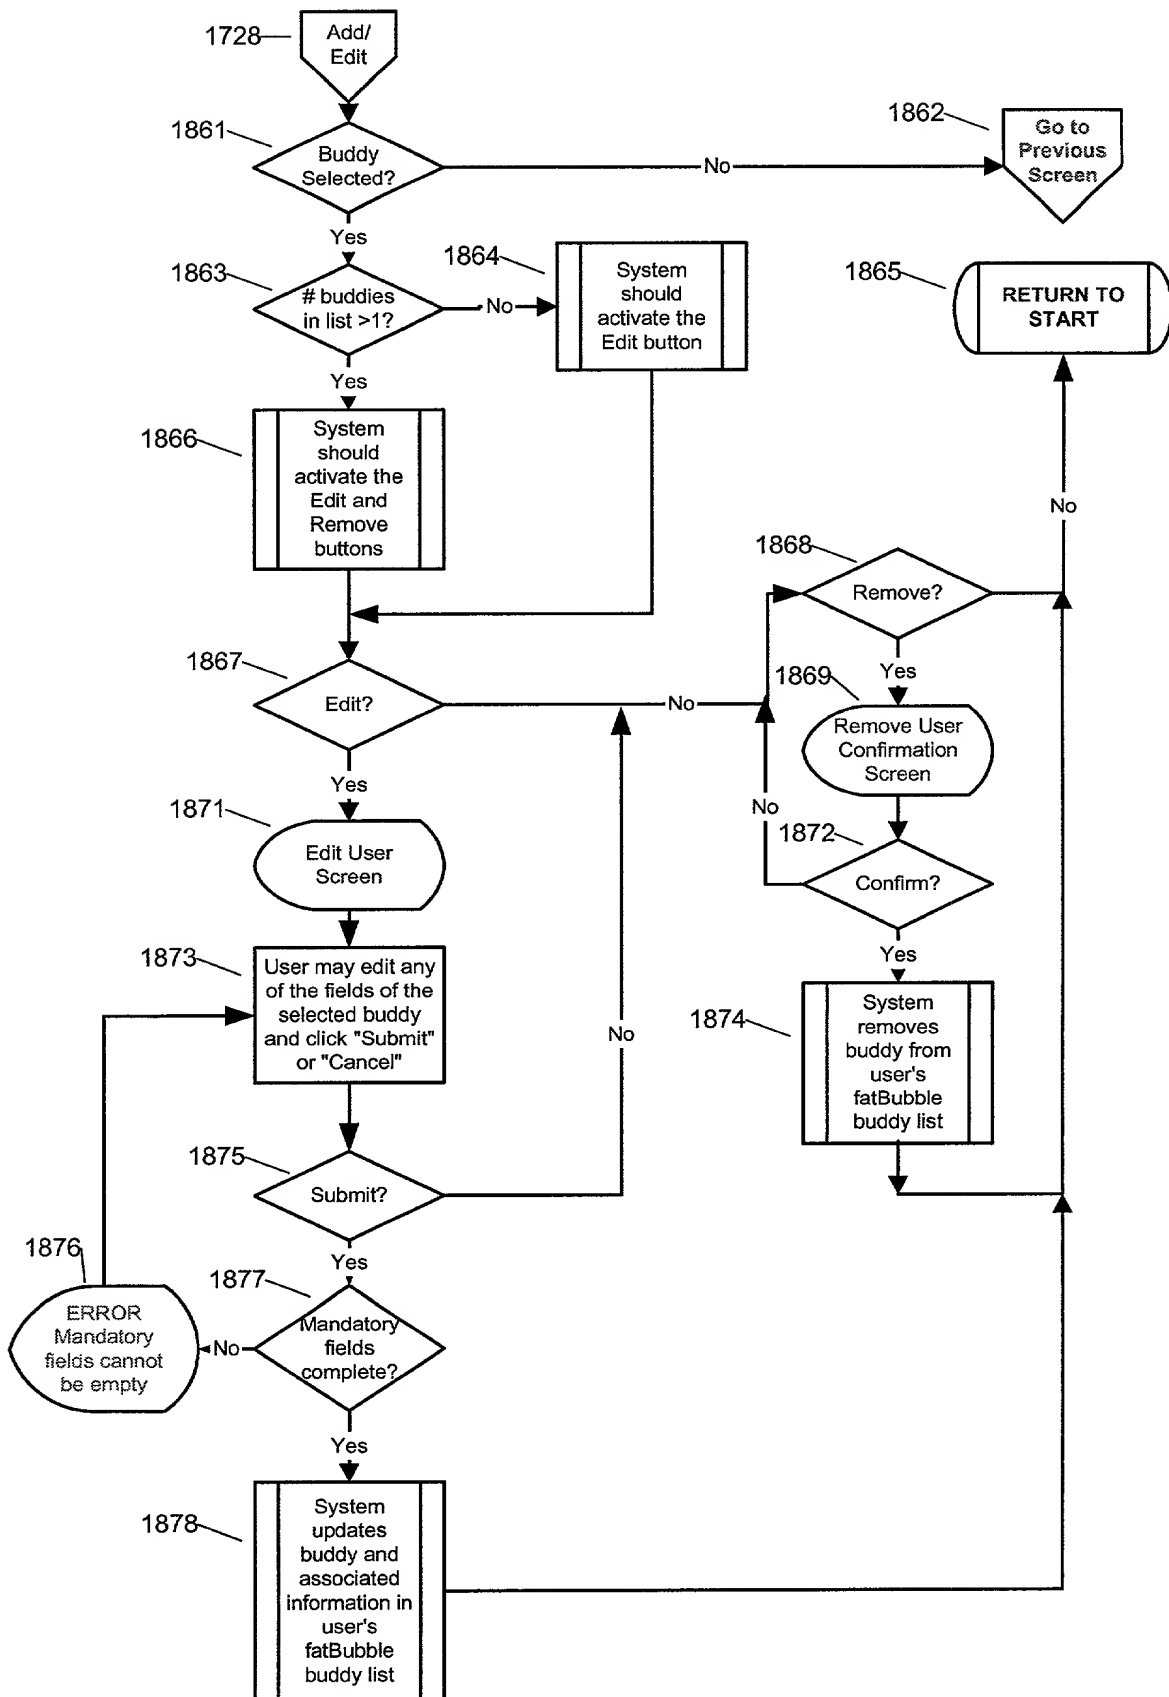 1728
Add/
Edit
1861
Buddy
Selected?
No
1862
Go to
Previous
Screen
Yes
1863
# buddies
in list >1?
No
1864
System
should
activate the
Edit button
1865
RETURN TO
START
Yes
1866
System
should
activate the
Edit and
Remove
buttons
No
1868
Remove?
1867
Edit?
No
Yes
1869
Remove User
Confirmation
Screen
Yes
1871
Edit User
Screen
No
1872
Confirm?
Yes
1873
User may edit any
of the fields of the
selected buddy
and click "Submit"
or "Cancel"
No
1874
System
removes
buddy from
user's
fatBubble
buddy list
1875
Submit?
Yes
1876
ERROR
Mandatory
fields cannot
be empty
1877
Mandatory
fields
complete?
No
Yes
1878
System
updates
buddy and
associated
information in
user's
fatBubble
buddy list